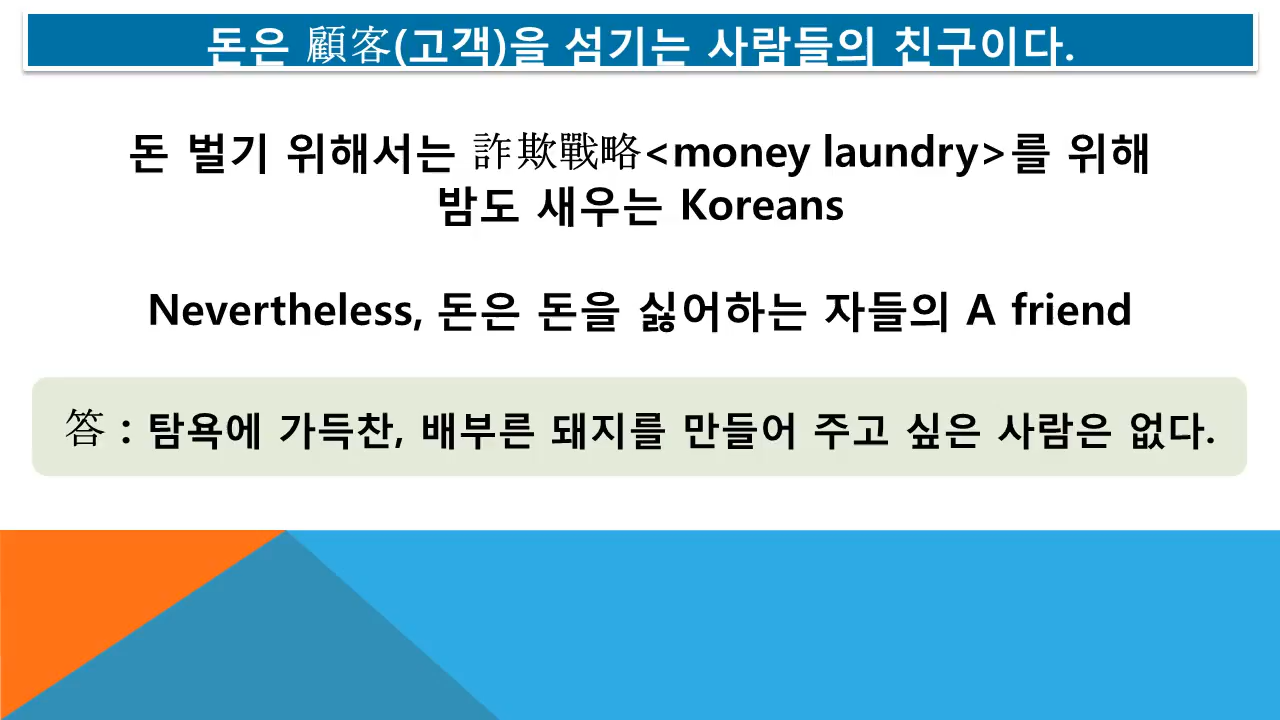 돈은 顧客(고객)을 섬기는 사람들의 친구이다.
돈 벌기 위해서는 詐欺戰略<money laundry>를 위해
밤도 새우는 Koreans
Nevertheless, 돈은 돈을 싫어하는 자들의 A friend
答 : 탐욕에 가득찬, 배부른 돼지를 만들어 주고 싶은 사람은 없다.